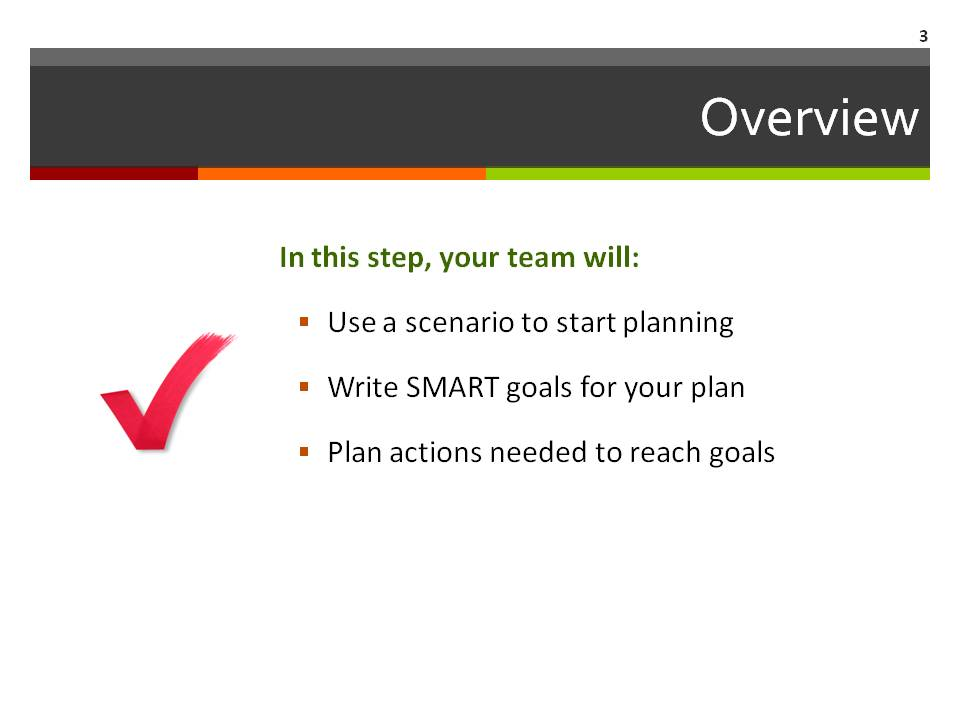 3
Overview
In this step, your team will:
Use a scenario to start planning
Write SMART goals for your plan
Plan actions needed to reach goals